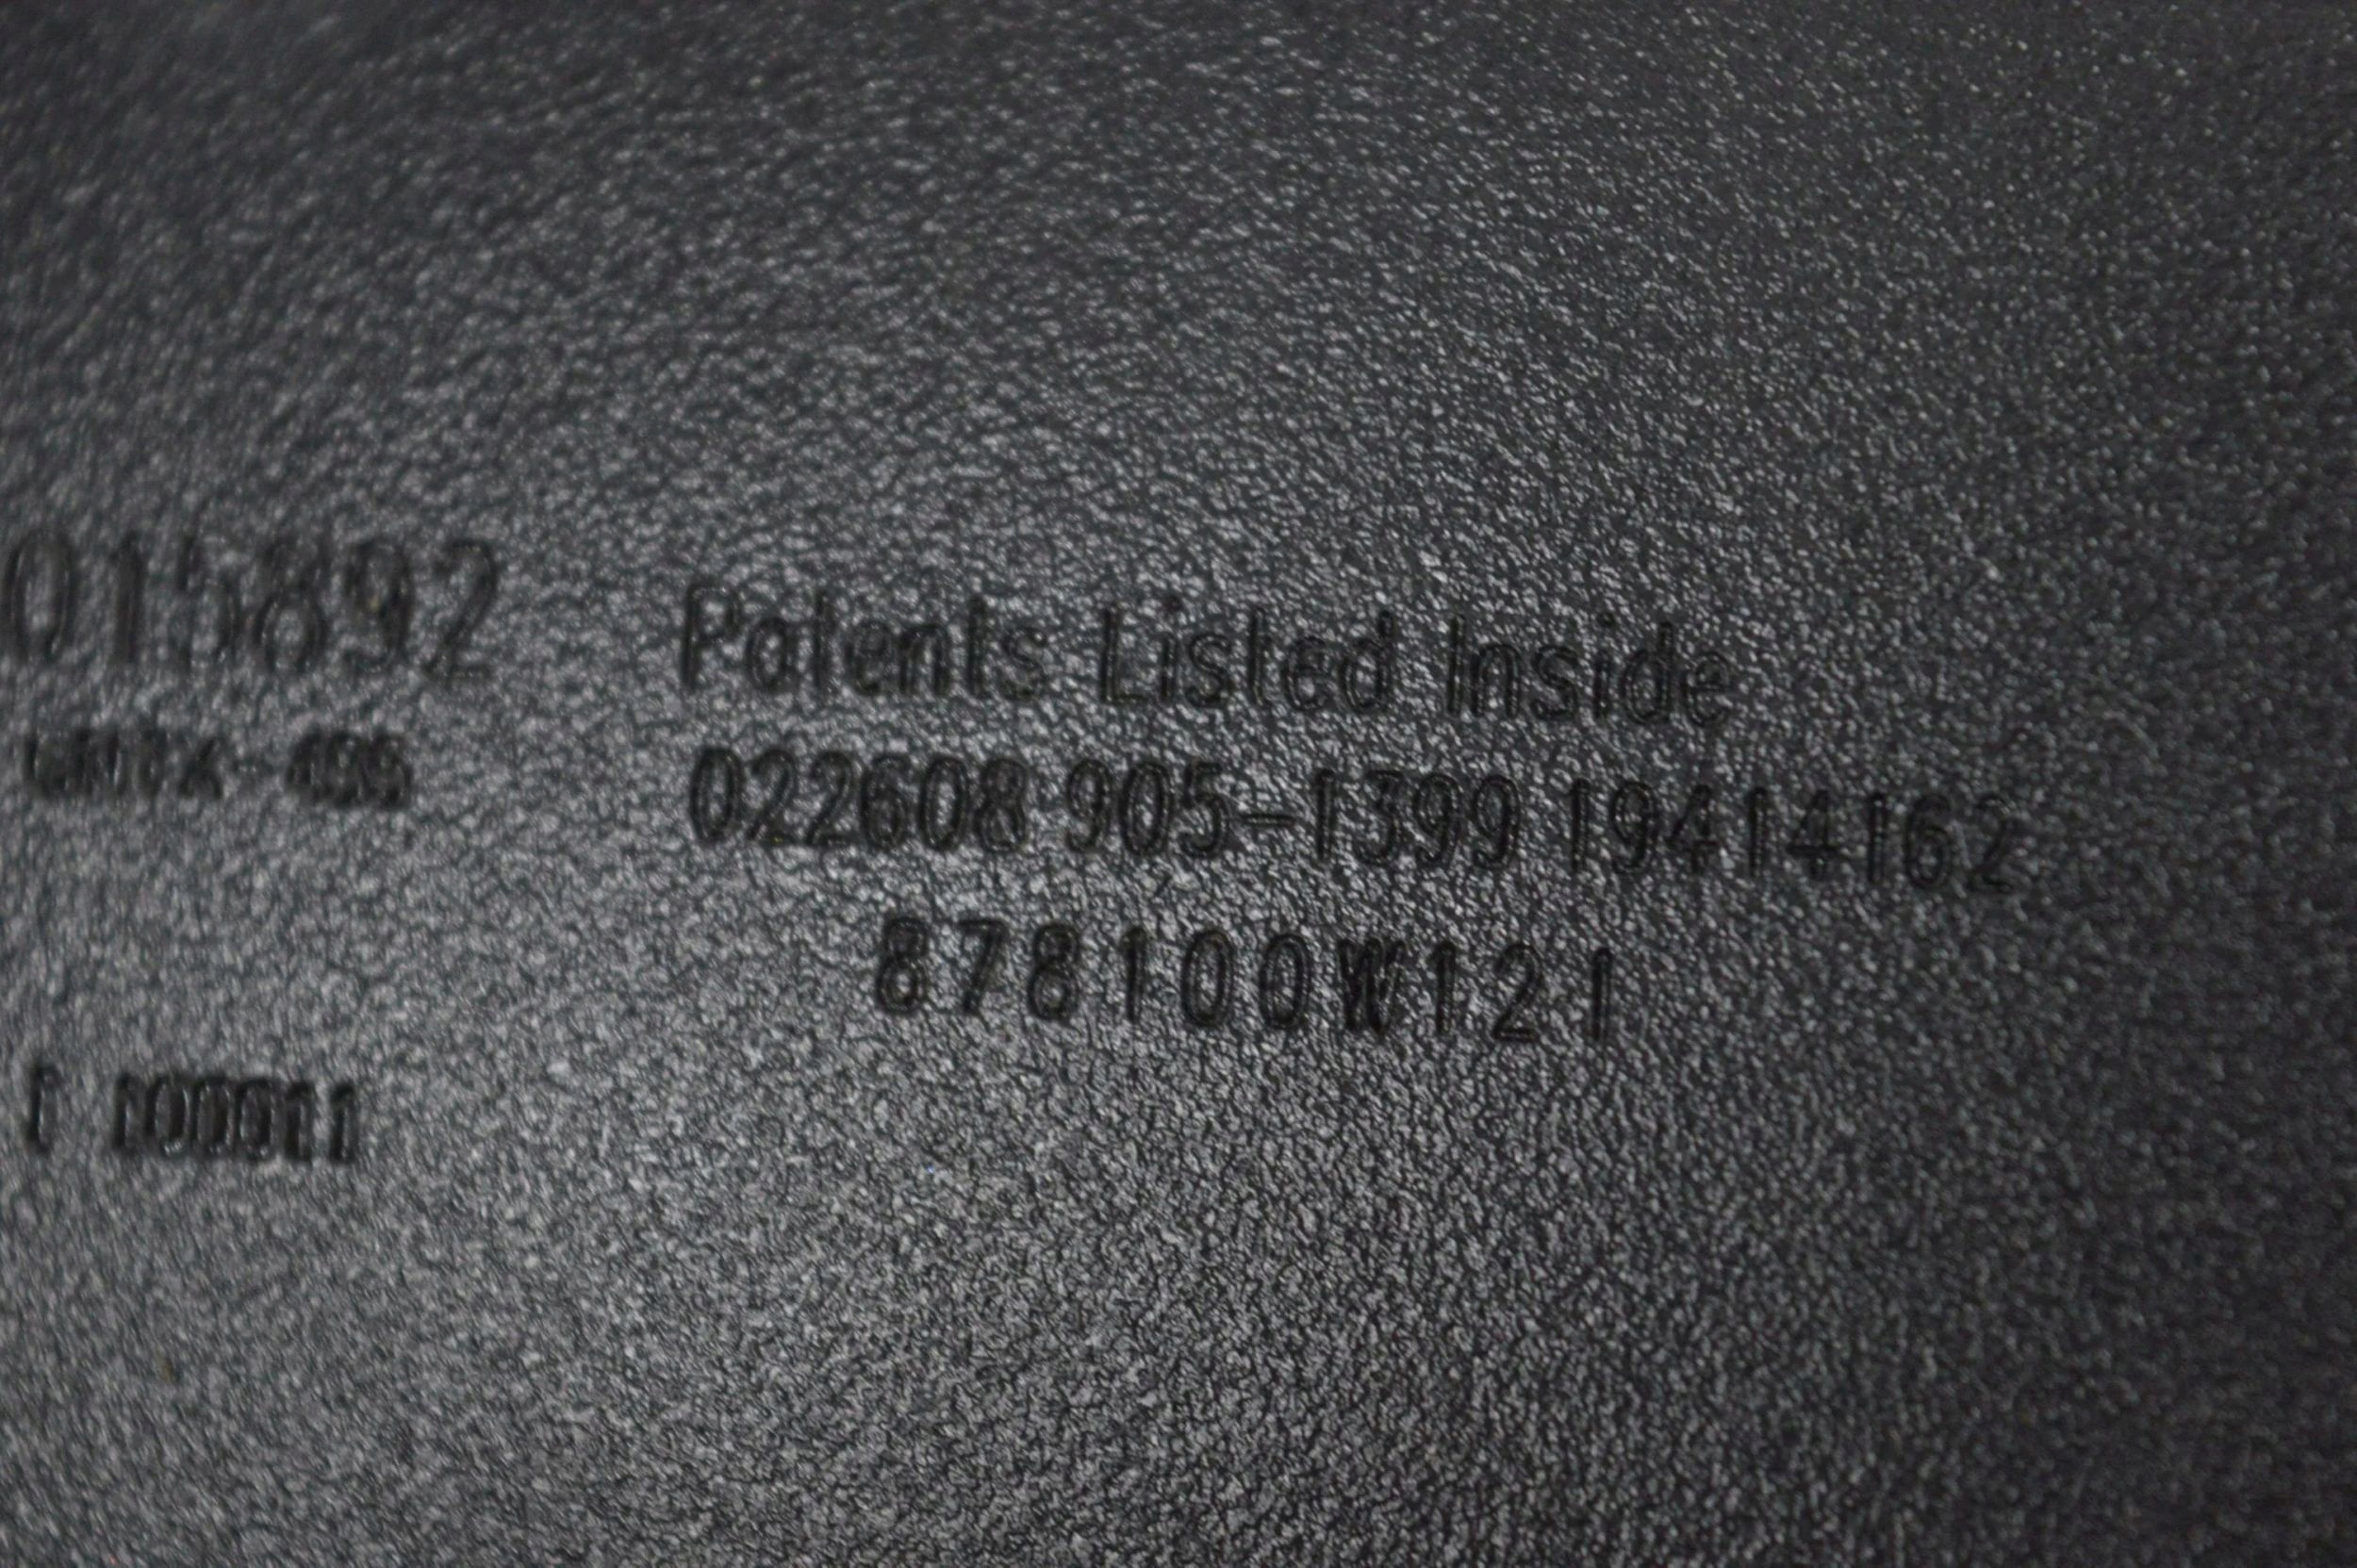 015892
Patents Listed Inside
022608 905-1399 19414162
878100W121